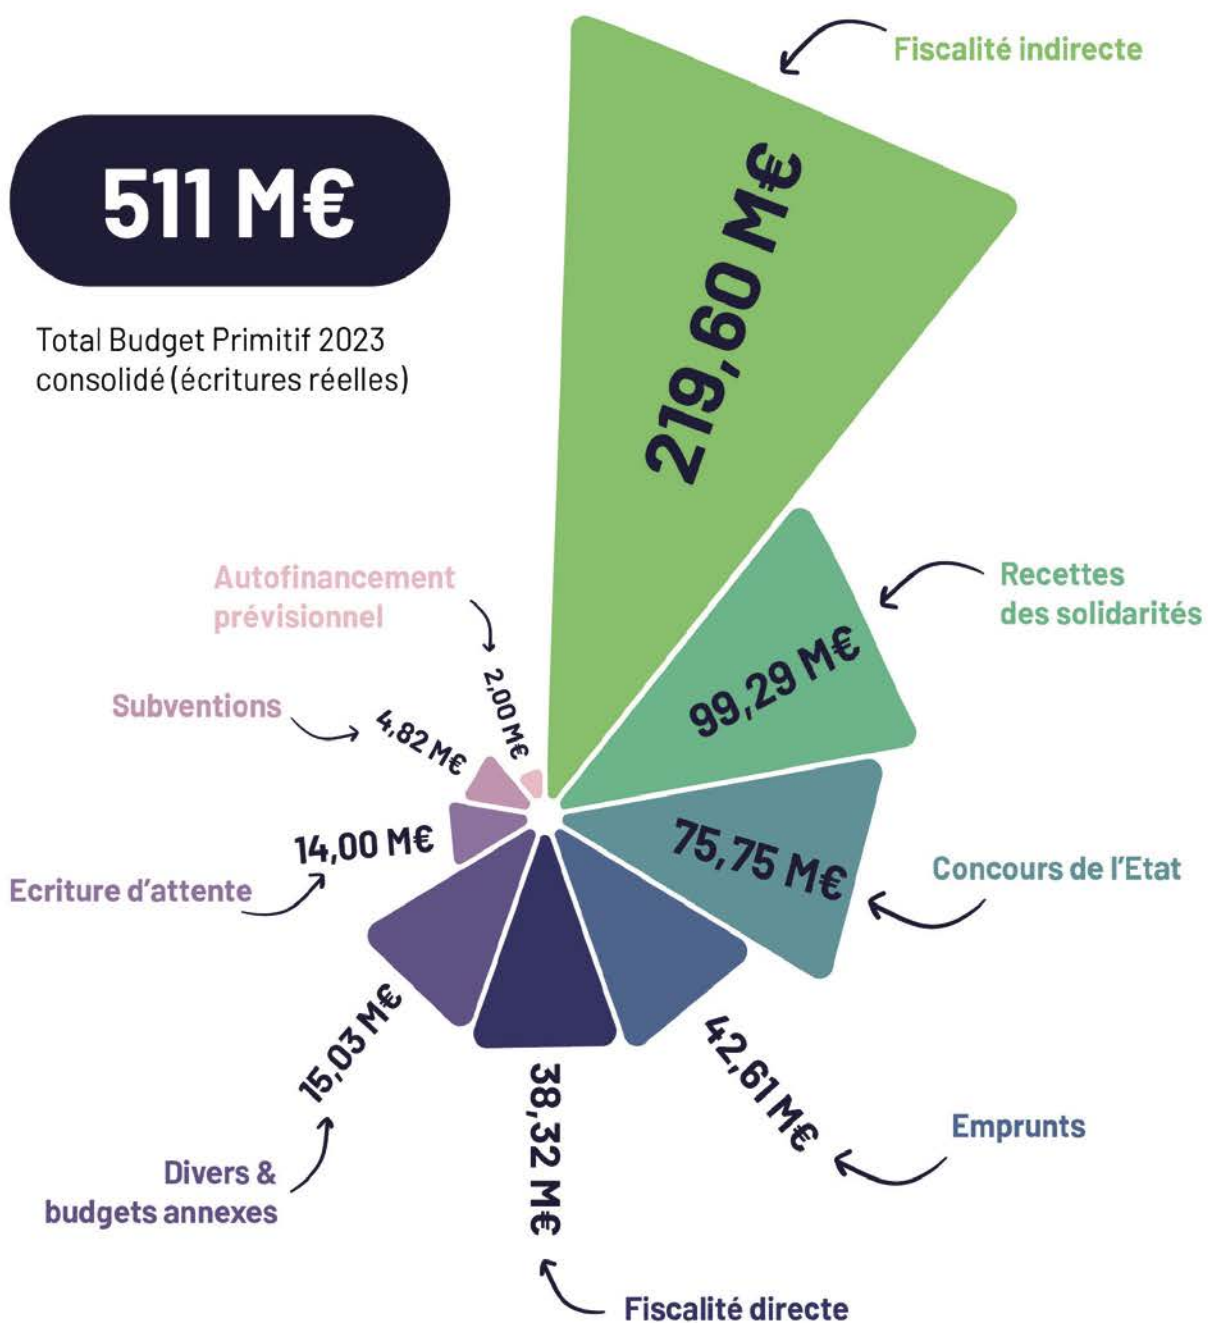 Fiscalité indirecte
511 M€
219,60 M€
Total Budget Primitif 2023
consolidé (écritures réelles)
Autofinancement
prévisionnel
2,00 M€
Recettes
des solidarités
99,29 M€
Subventions
4,82 M€
14,00 M€
Ecriture d'attente
75,75 M€
Concours de l'Etat
15,03 M€
Divers &
budgets annexes
38,32 M€
42,61 M€
Emprunts
Fiscalité directe